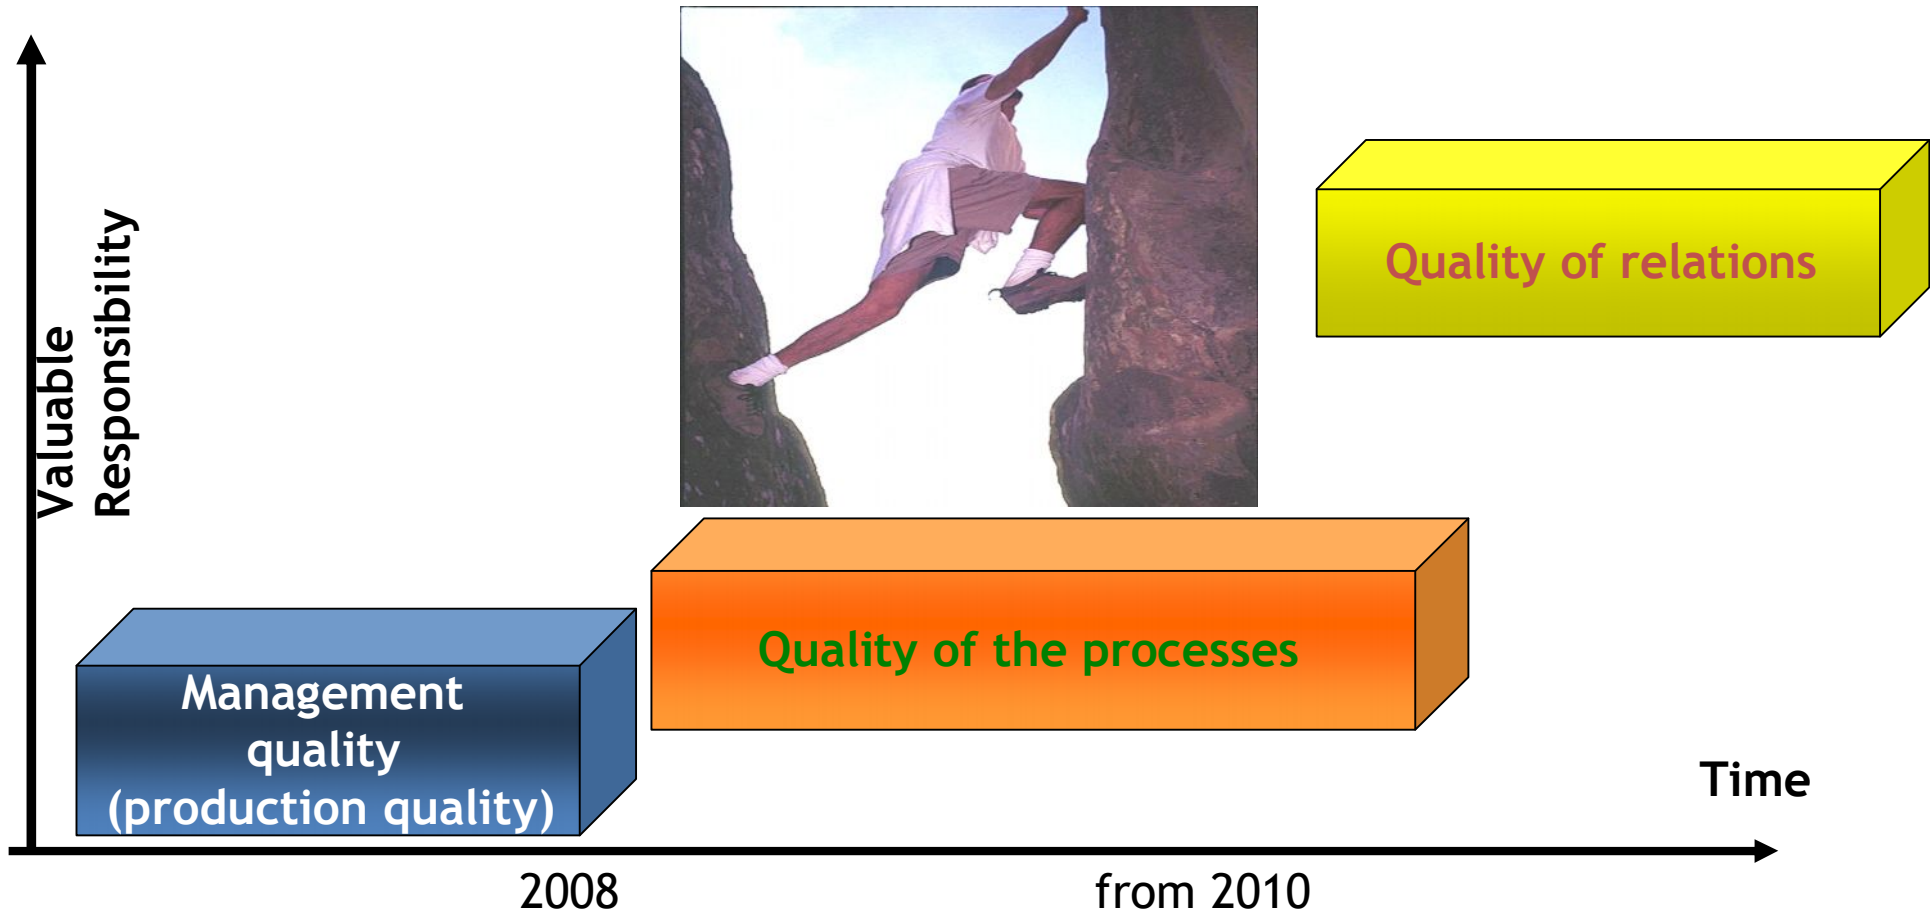 Valuable
Responsibility
Quality of relations
Quality of the processes
Management
quality
(production quality)
Time
2008
from 2010